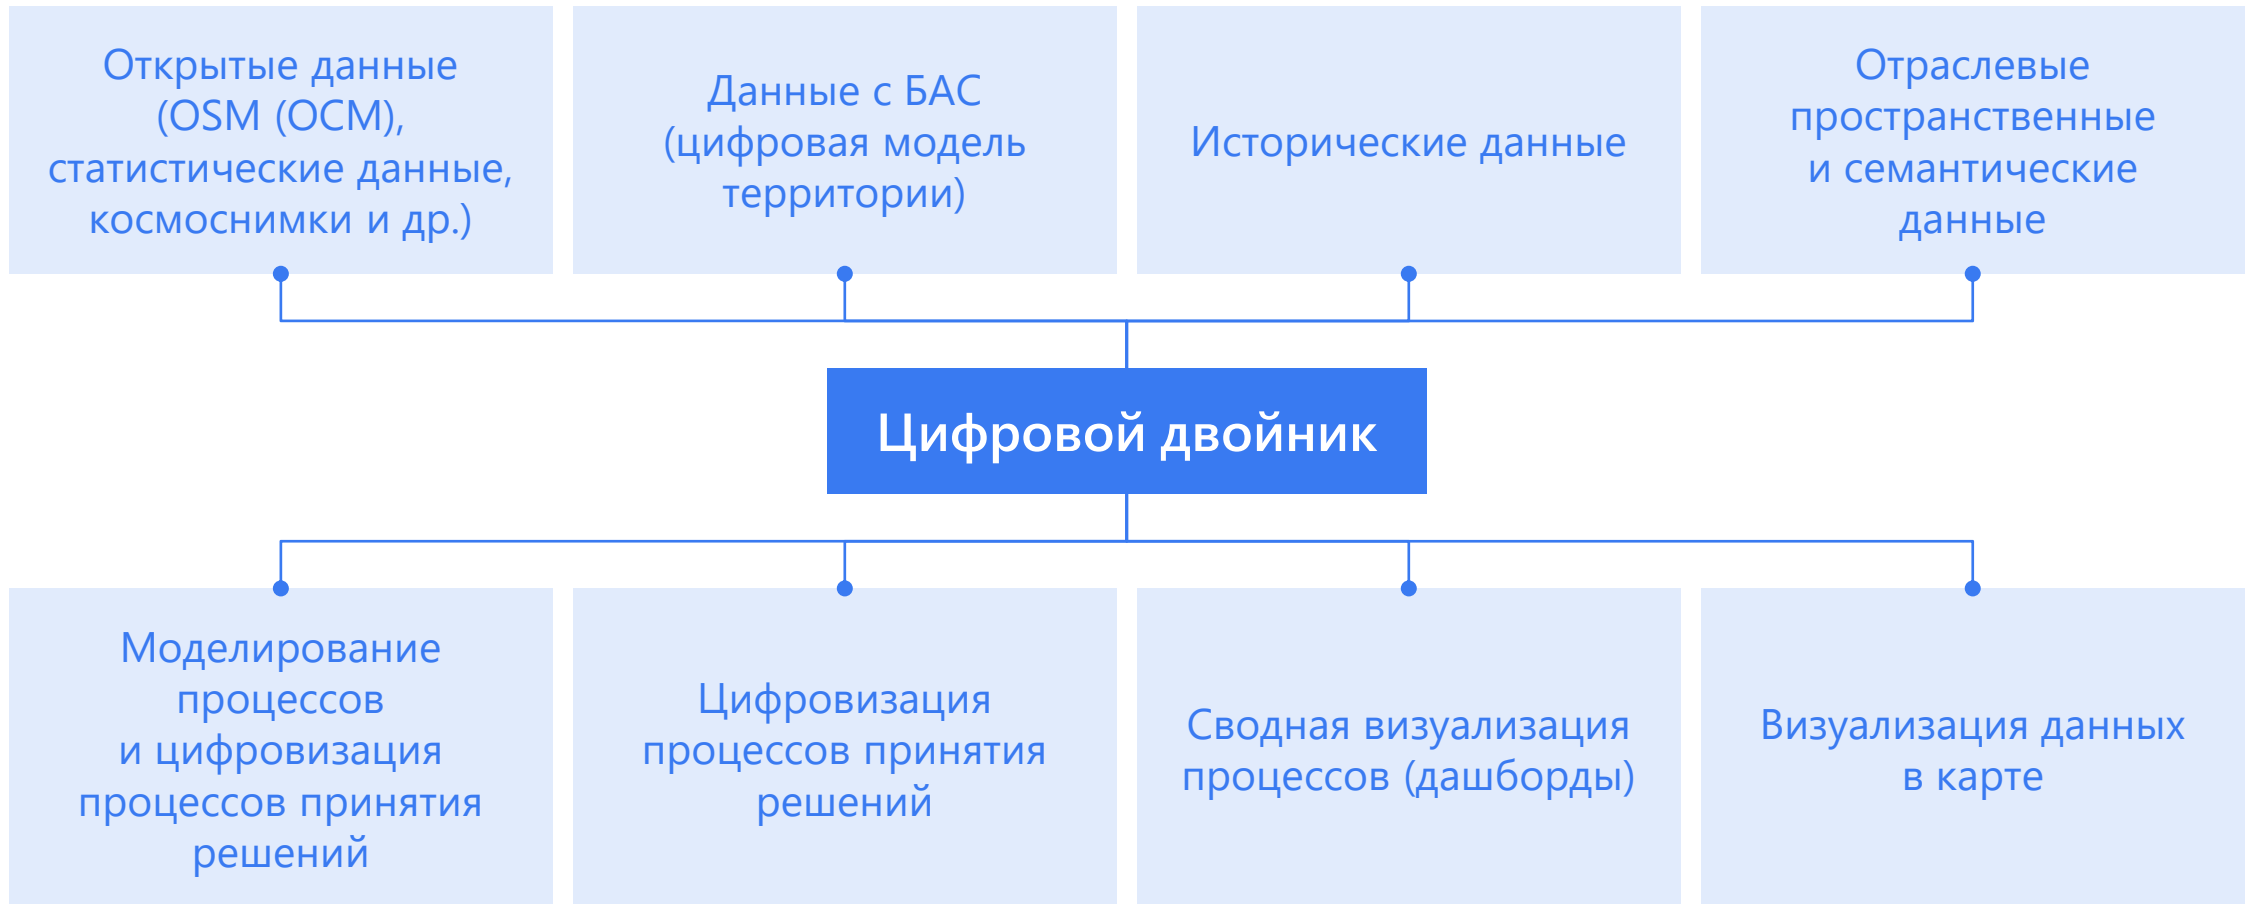 Открытые данные
(OSM (ОСМ),
статистические данные,
космоснимки и др.)
Данные с БАС
(цифровая модель
территории)
Исторические данные
Отраслевые
пространственные
и семантические
данные
Цифровой двойник
Моделирование
процессов
и цифровизация
процессов принятия
решений
Цифровизация
процессов принятия
решений
Сводная визуализация
процессов (дашборды)
Визуализация данных
в карте